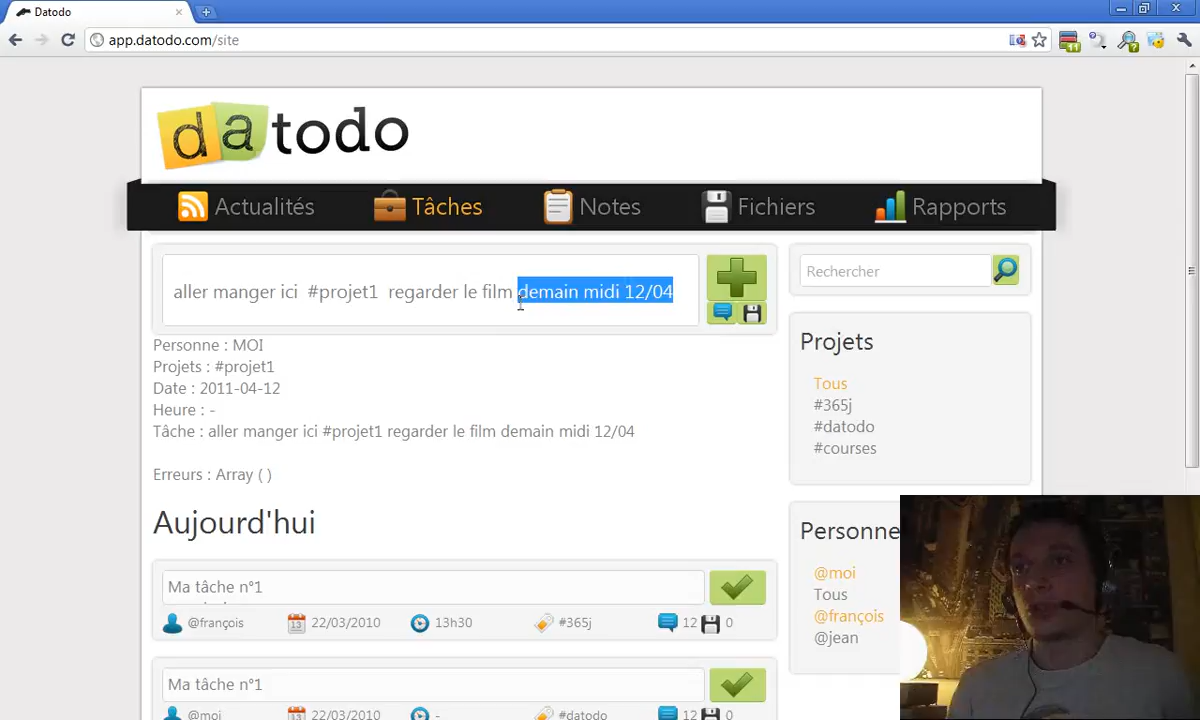 Datodo
app.datodo.com/site
11
datodo
Actualités
Tâches
Notes
Fichiers
Rapports
aller manger ici #projet1 regarder le film demain midi 12/04
Rechercher
Personne : MOI
Projets : #projet1
Date : 2011-04-12
Heure : -
Tâche : aller manger ici #projet1 regarder le film demain midi 12/04
Erreurs : Array ( )
Projets
Tous
#365j
#datodo
#courses
Aujourd'hui
Personne
@moi
Tous
@françois
@jean
Ma tâche n°1
@françois
13
22/03/2010
13h30
#365j
12
0
Ma tâche n°1
@moi
13
22/03/2010
-
#datodo
12
0